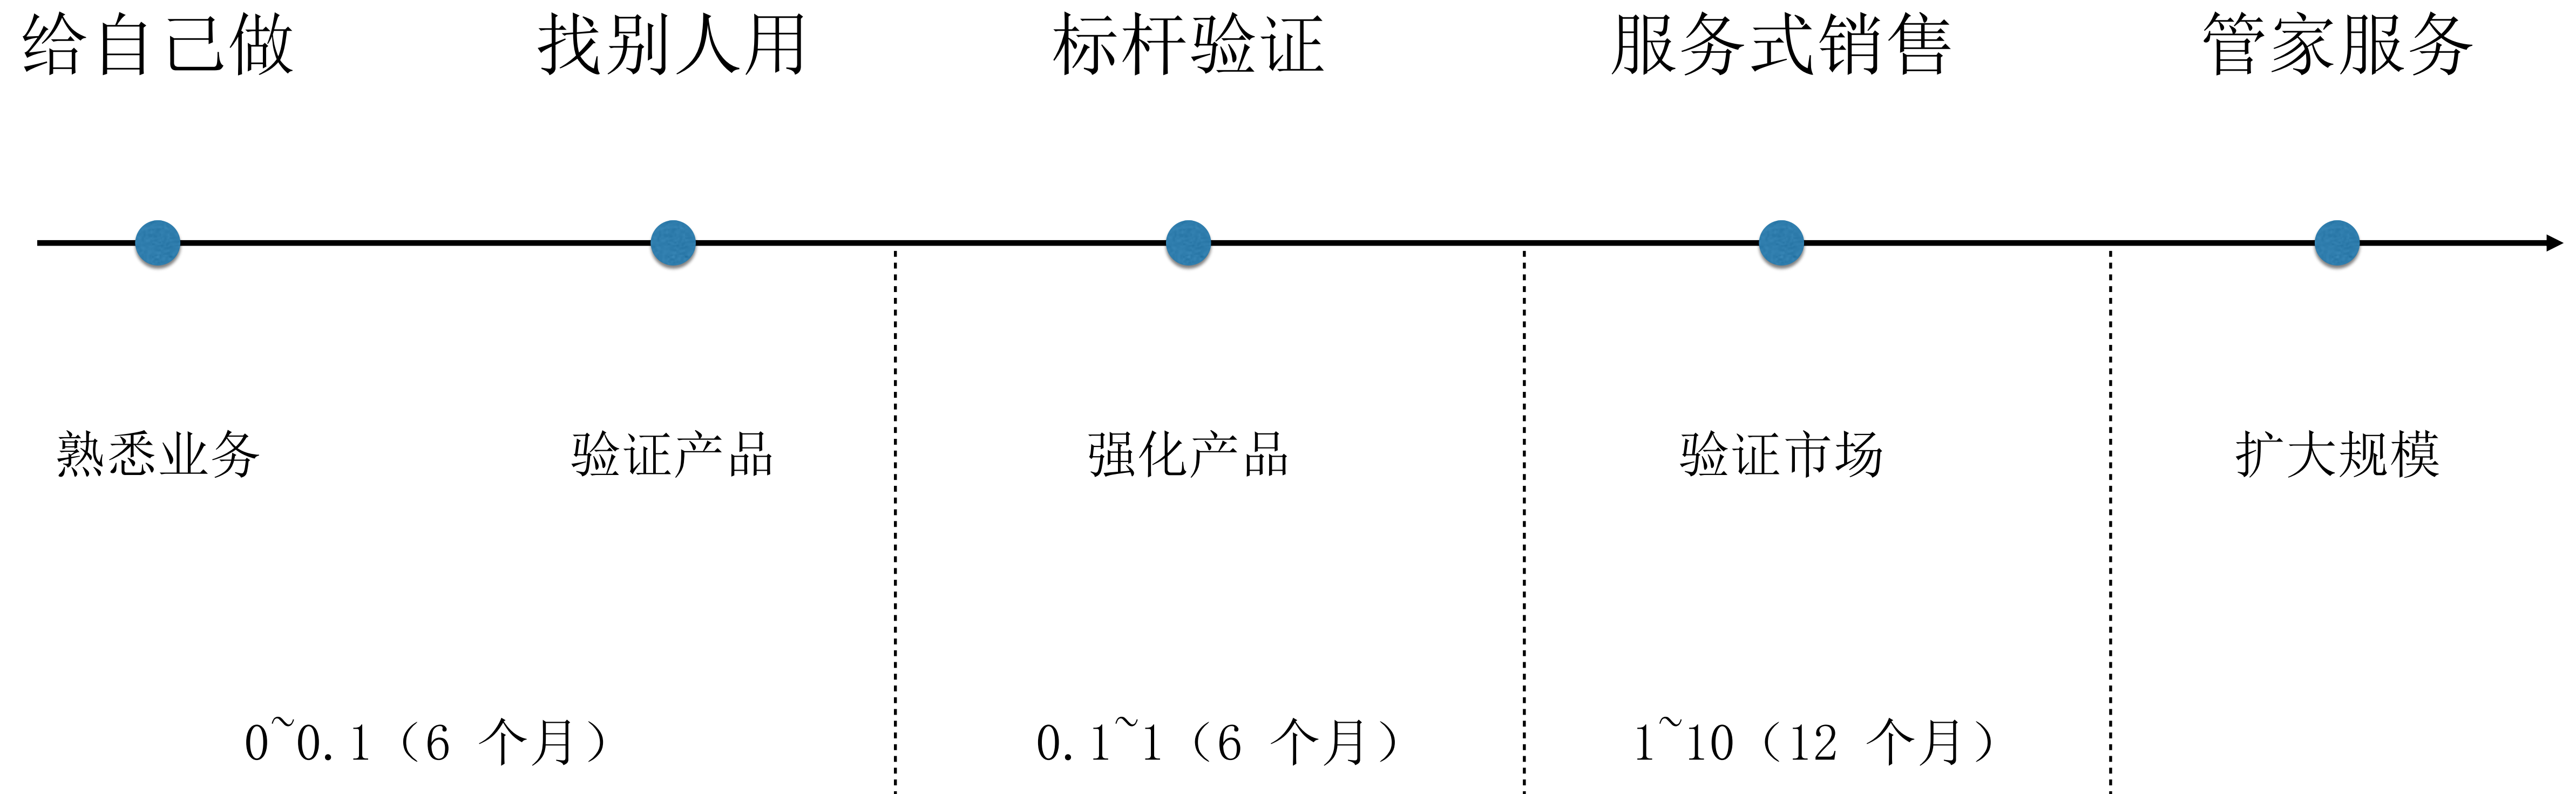 给自己做 找别人用 标杆验证 服务式销售 管家服务
熟悉业务 验证产品 强化产品 验证市场 扩大规模
0~0.1（6 个月） 0.1~1（6 个月） 1~10（12 个月）